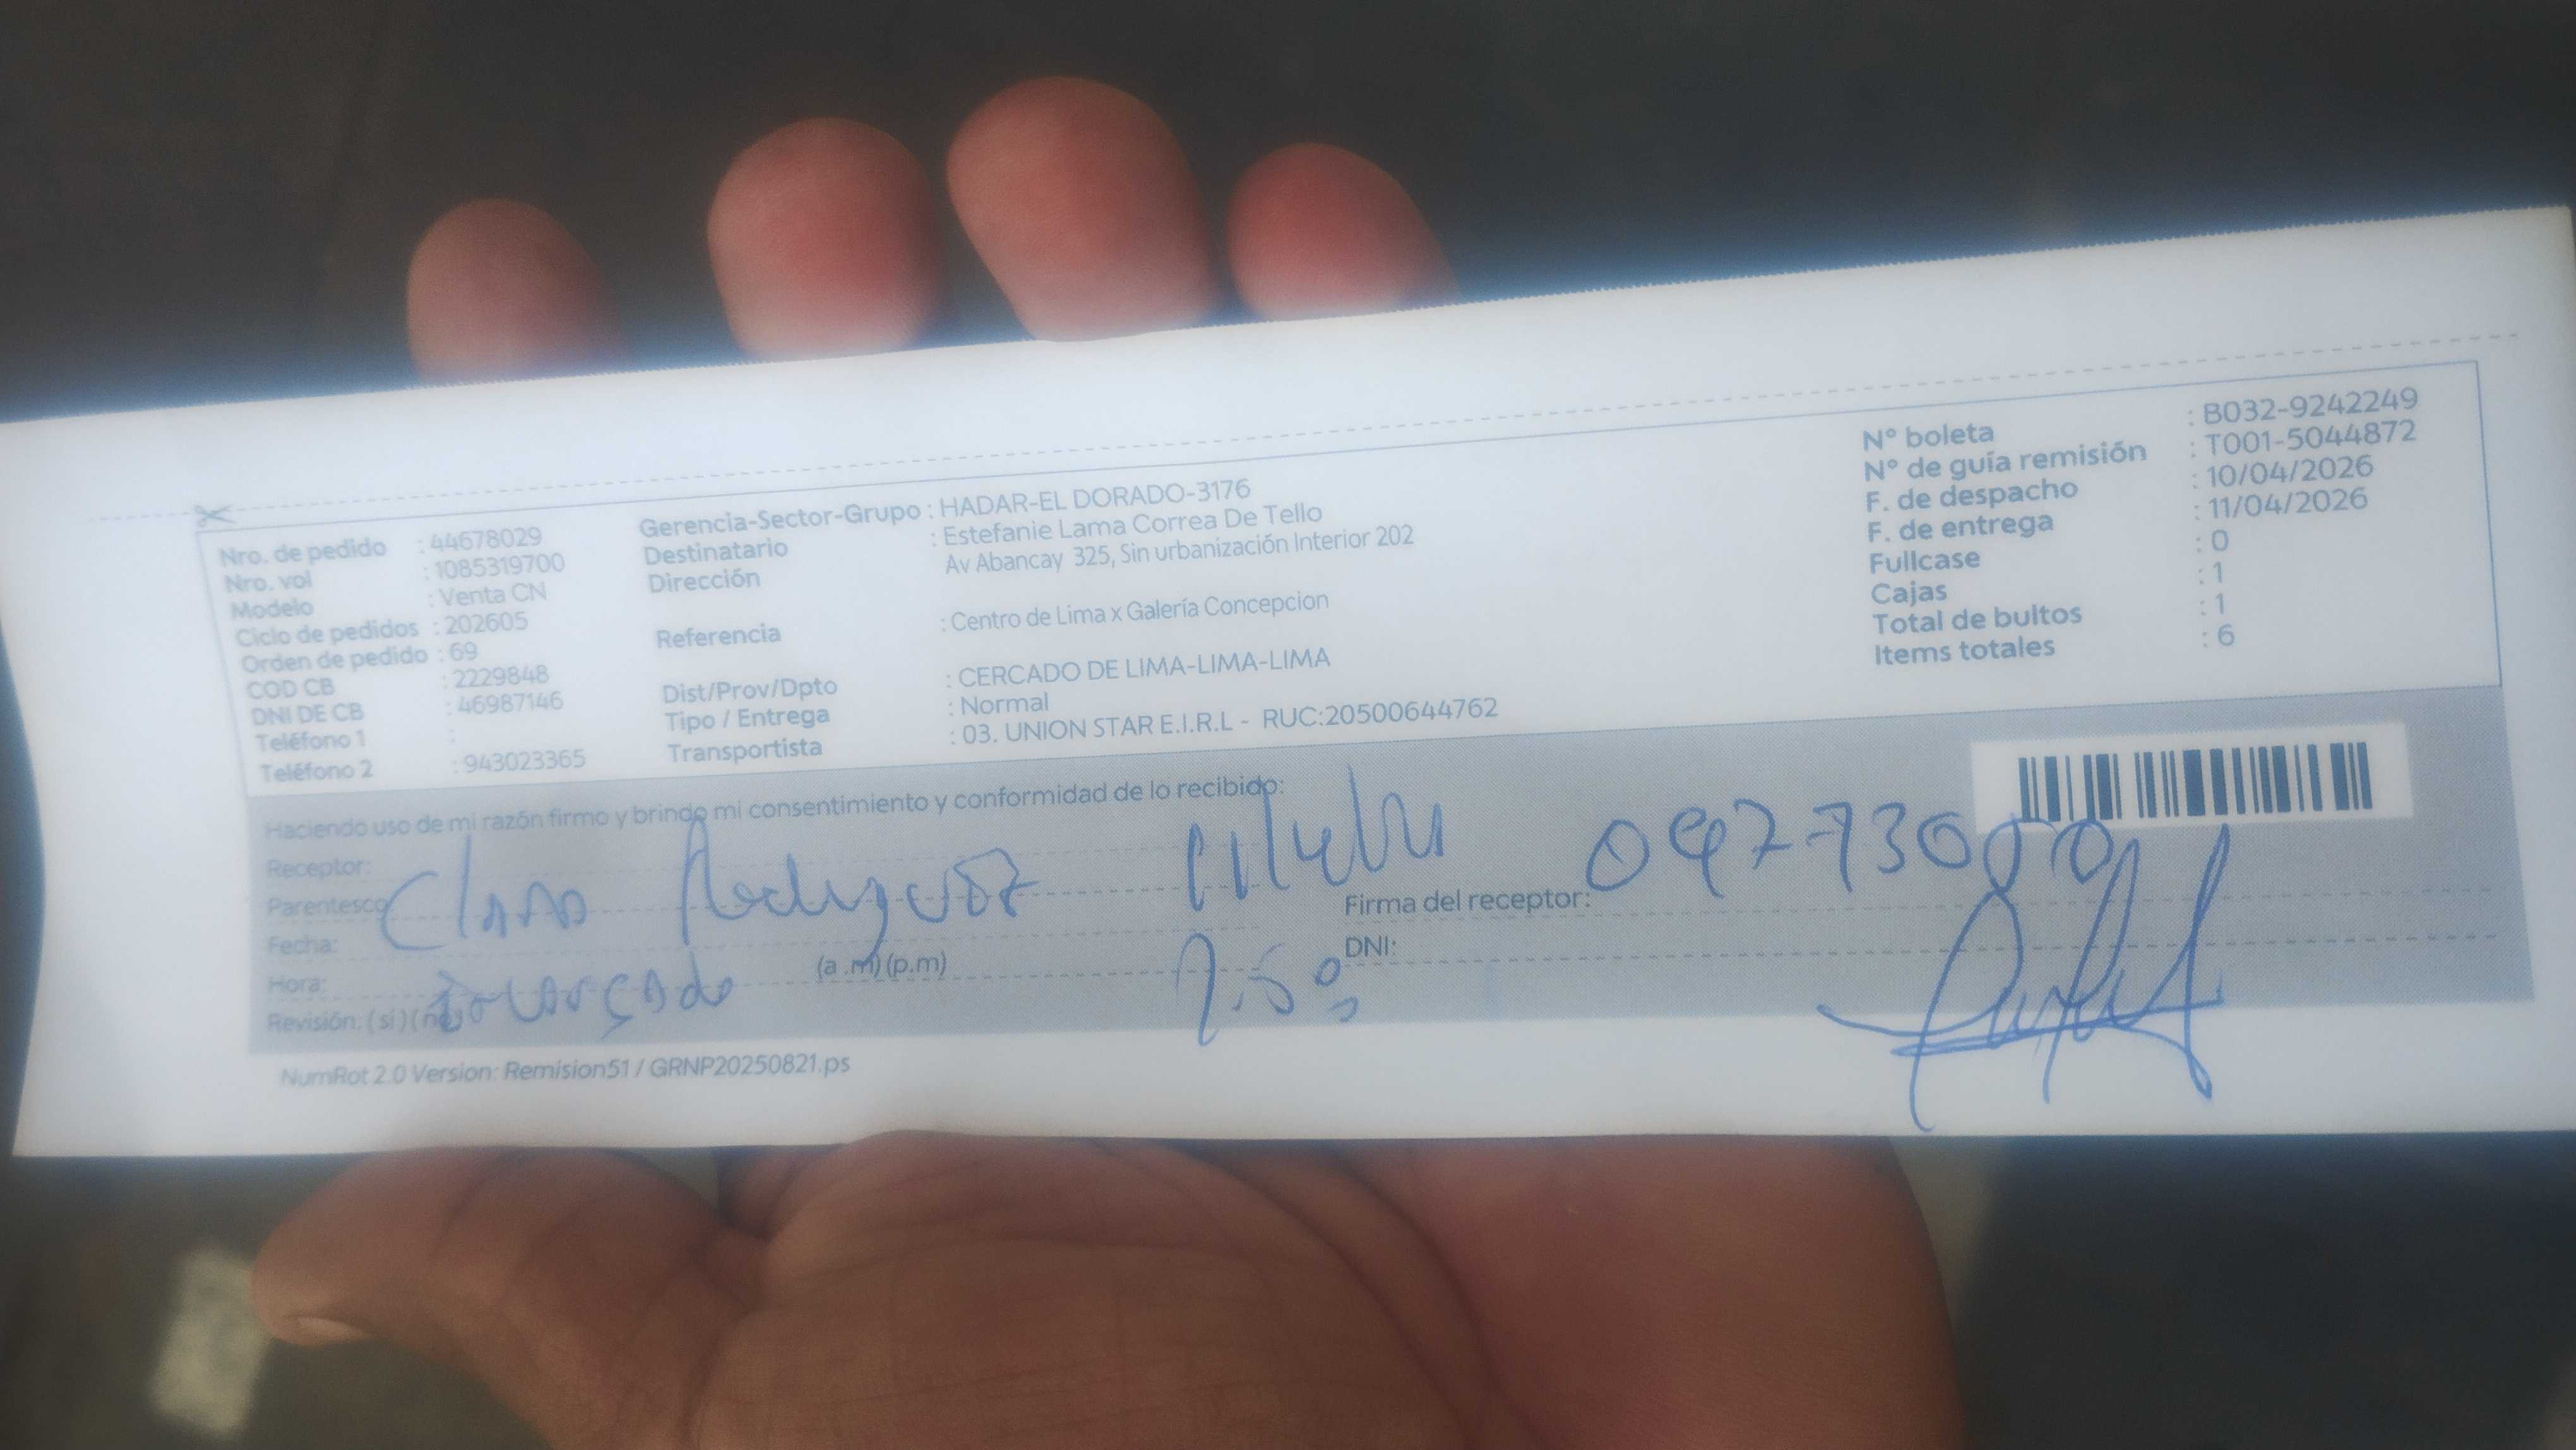 Nro. de pedido : 44678029
Nro. vol : 1085319700
Modelo : Venta CN
Ciclo de pedidos : 202605
Orden de pedido : 69
COD CB : 2229848
DNI DE CB : 46987146
Teléfono 1 :
Teléfono 2 : 943023365
Gerencia-Sector-Grupo : HADAR-EL DORADO-3176
Destinatario : Estefanie Lama Correa De Tello
Dirección Av Abancay 325, Sin urbanización Interior 202
Referencia : Centro de Lima x Galería Concepcion
Dist/Prov/Dpto : CERCADO DE LIMA-LIMA-LIMA
Tipo / Entrega : Normal
Transportista : 03. UNION STAR E.I.R.L - RUC:20500644762
Nº boleta : B032-9242249
Nº de guía remisión : T001-5044872
F. de despacho : 10/04/2026
F. de entrega : 11/04/2026
Fullcase : 0
Cajas : 1
Total de bultos : 1
Items totales : 6
Haciendo uso de mi razón firmo y brindo mi consentimiento y conformidad de lo recibido:
Receptor:
Parentesco
Rodriguez
Fecha:
Hora: (a .m)(p.m)
Revisión: (si)(no)
Firma del receptor:
DNI:
NumRot 2.0 Version: Remision51 / GRNP20250821.ps